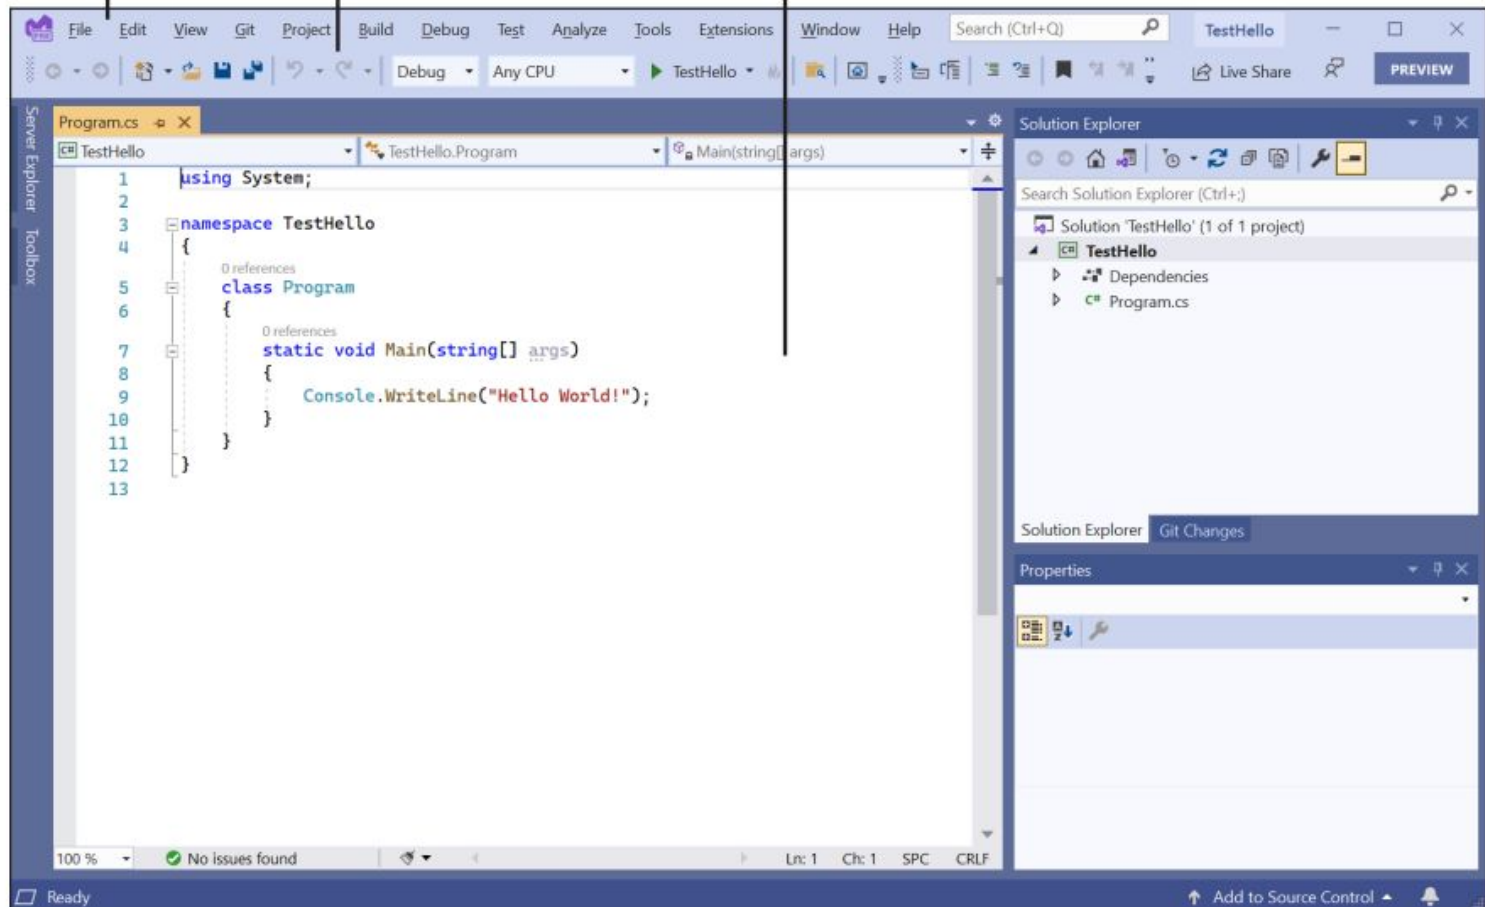 File Edit View Git Project Build Debug Test Analyze Tools Extensions Window Help Search (Ctrl+Q) TestHello
Debug Any CPU TestHello Live Share PREVIEW
Server Explorer
Toolbox
Program.cs
TestHello TestHello.Program Main(string[] args)
1 using System;
2
3 namespace TestHello
4 {
0 references
5 class Program
6 {
0 references
7 static void Main(string[] args)
8 {
9 Console.WriteLine("Hello World!");
10 }
11 }
12 }
13
100 % No issues found Ln: 1 Ch: 1 SPC CRLF
Solution Explorer
Search Solution Explorer (Ctrl+;)
Solution 'TestHello' (1 of 1 project)
C# TestHello
Dependencies
C# Program.cs
Solution Explorer Git Changes
Properties
Ready Add to Source Control